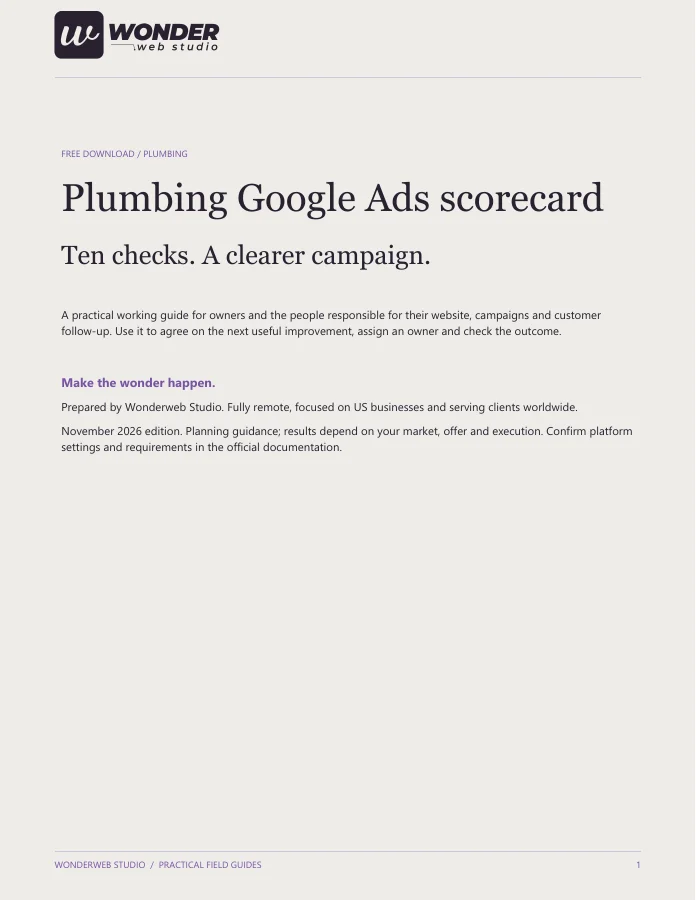 w WONDER
web studio
FREE DOWNLOAD / PLUMBING
Plumbing Google Ads scorecard
Ten checks. A clearer campaign.
A practical working guide for owners and the people responsible for their website, campaigns and customer
follow-up. Use it to agree on the next useful improvement, assign an owner and check the outcome.
Make the wonder happen.
Prepared by Wonderweb Studio. Fully remote, focused on US businesses and serving clients worldwide.
November 2026 edition. Planning guidance; results depend on your market, offer and execution. Confirm platform
settings and requirements in the official documentation.
WONDERWEB STUDIO / PRACTICAL FIELD GUIDES 1